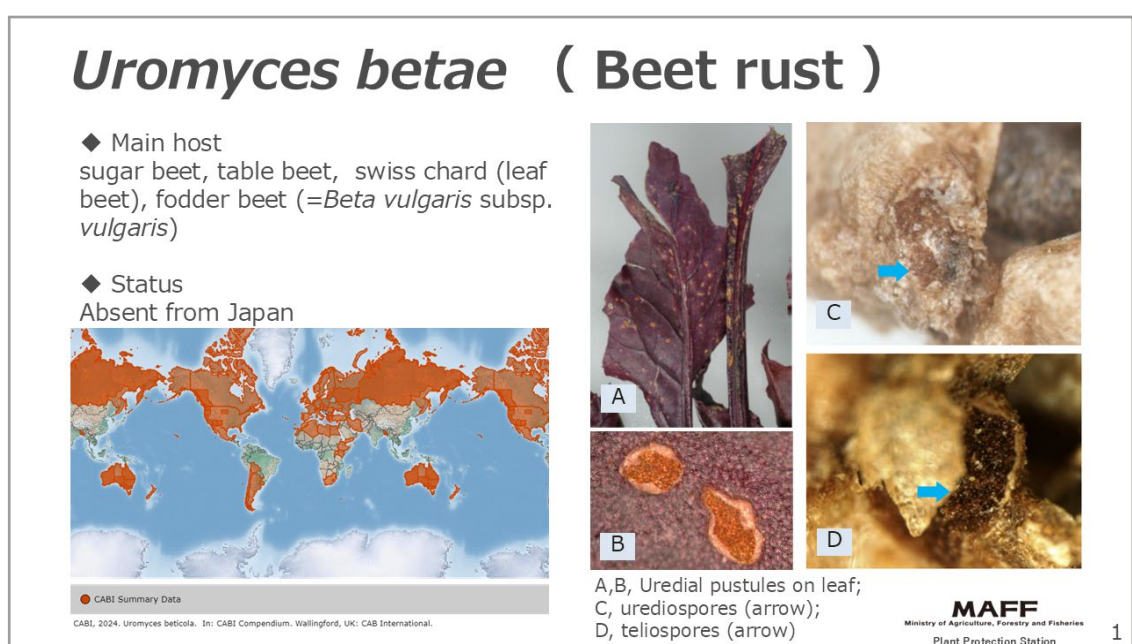 Uromyces betae ( Beet rust )
◆ Main host
sugar beet, table beet, swiss chard (leaf
beet), fodder beet (=Beta vulgaris subsp.
vulgaris)
◆ Status
Absent from Japan
CABI Summary Data
CABI, 2024. Uromyces beticola. In: CABI Compendium. Wallingford, UK: CAB International.
A
B
C
D
A,B, Uredial pustules on leaf;
C, urediospores (arrow);
D, teliospores (arrow)
MAFF
Ministry of Agriculture, Forestry and Fisheries
Plant Protection Station
1